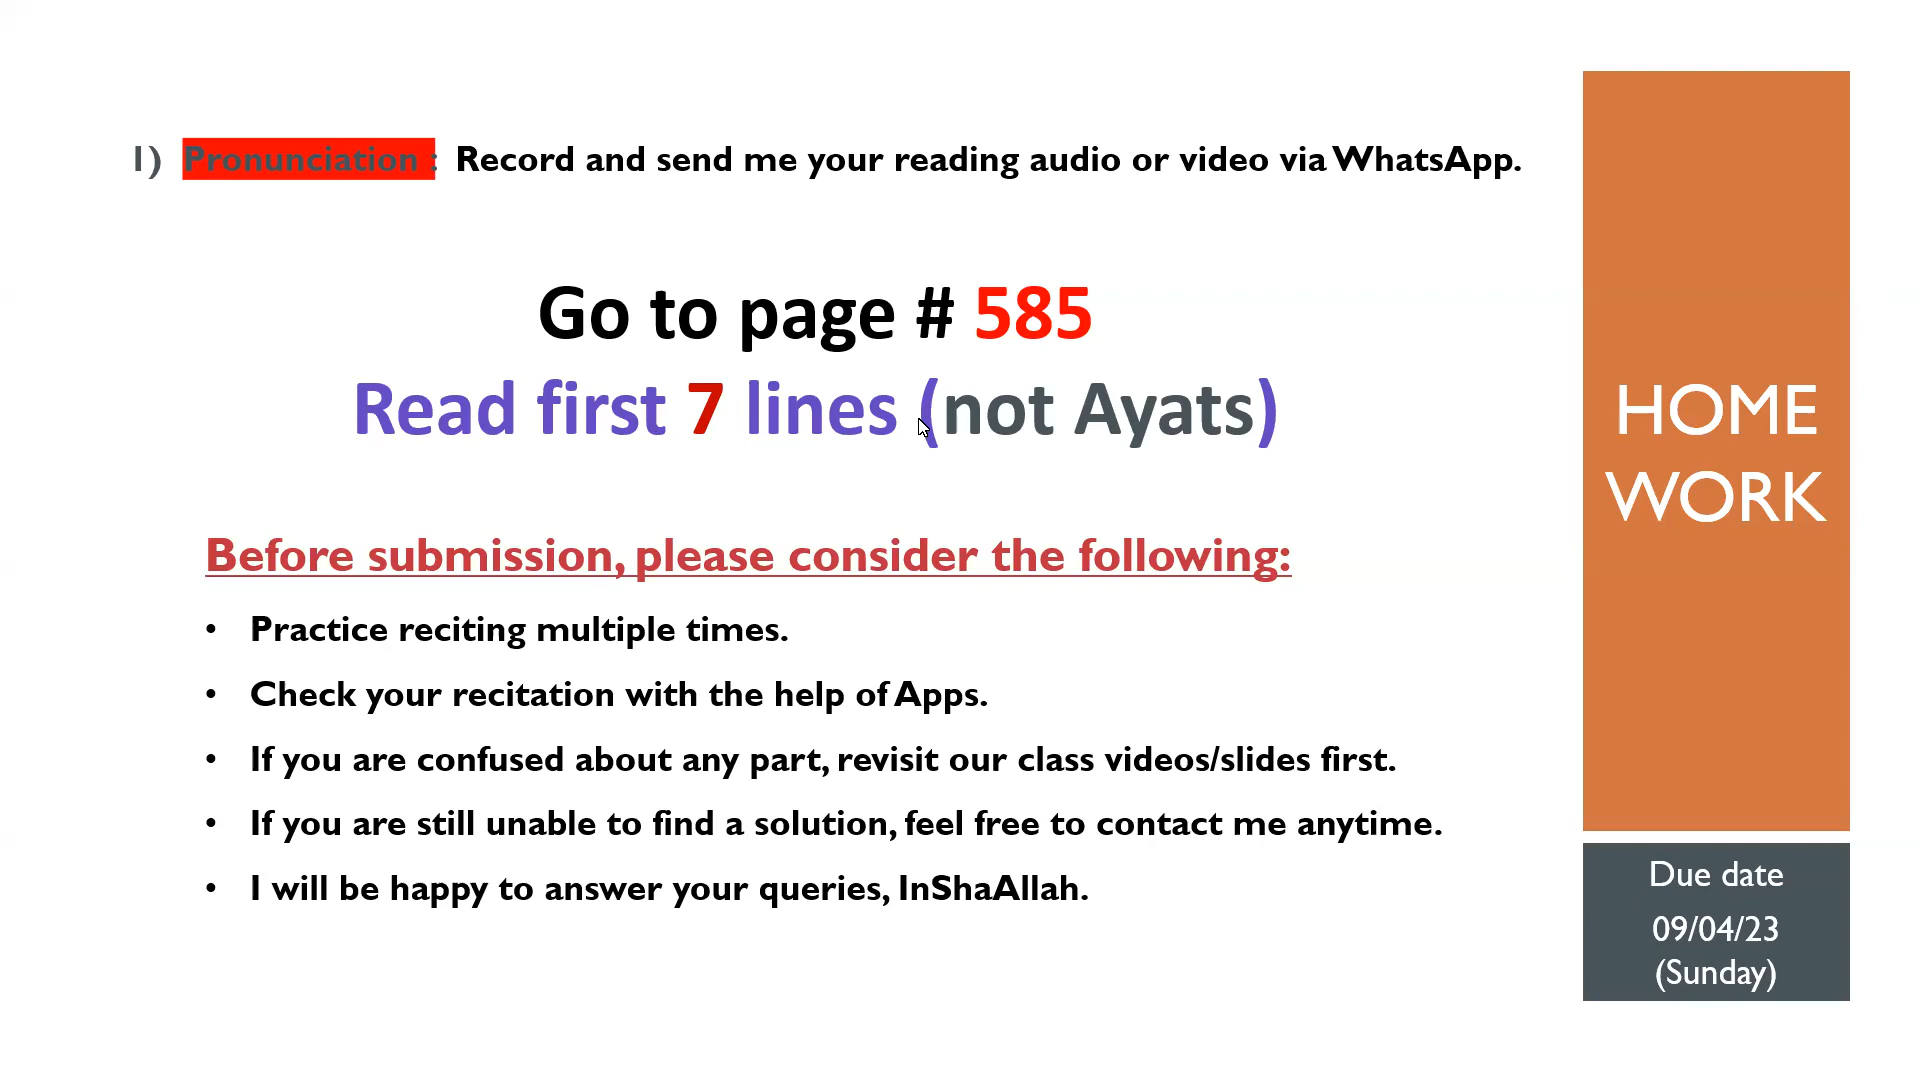 1) Pronunciation : Record and send me your reading audio or video via WhatsApp.
Go to page # 585
Read first 7 lines (not Ayats)
Before submission, please consider the following:
• Practice reciting multiple times.
• Check your recitation with the help of Apps.
• If you are confused about any part, revisit our class videos/slides first.
• If you are still unable to find a solution, feel free to contact me anytime.
• I will be happy to answer your queries, InShaAllah.
HOME
WORK
Due date
09/04/23
(Sunday)